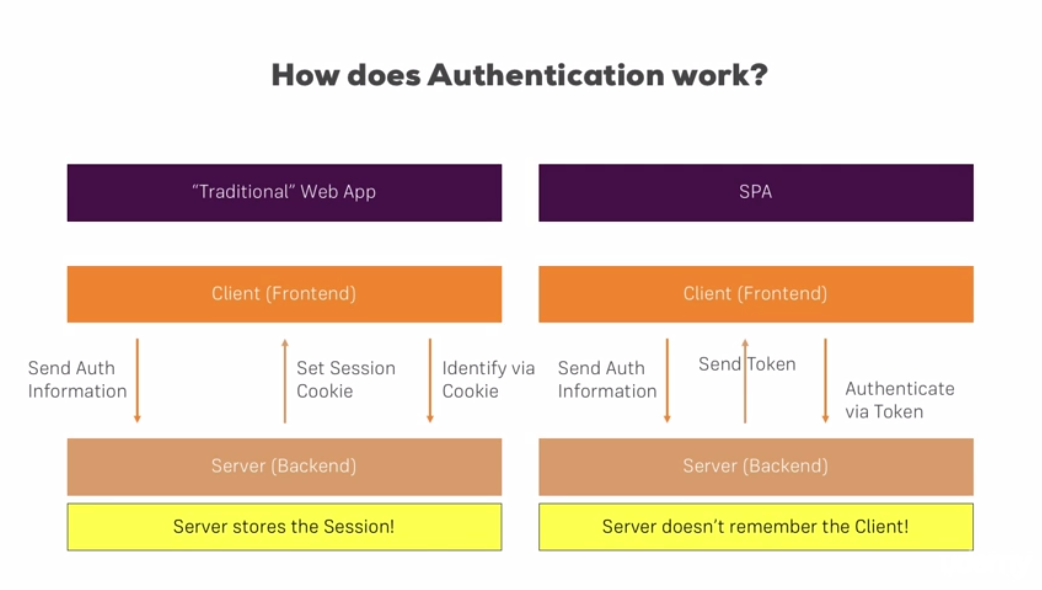 How does Authentication work?
“Traditional” Web App
SPA
Client (Frontend)
Client (Frontend)
Send Auth
Information
Set Session
Cookie
Identify via
Cookie
Send Auth
Information
Send Token
Authenticate
via Token
Server (Backend)
Server (Backend)
Server stores the Session!
Server doesn’t remember the Client!